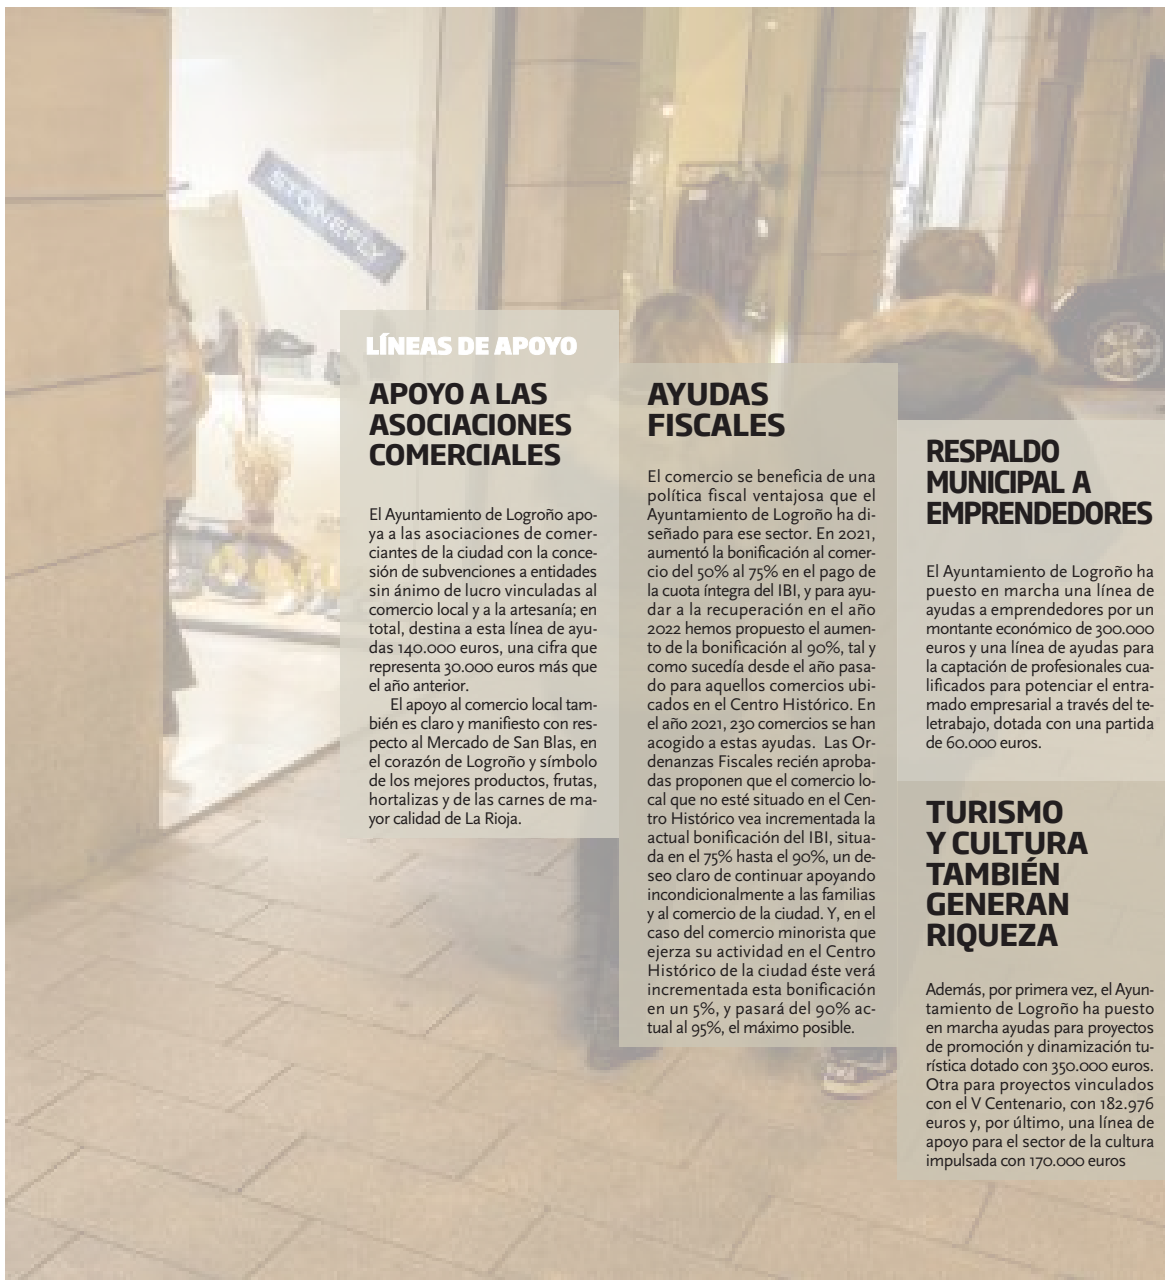 STONEFLY
LÍNEAS DE APOYO
APOYO A LAS
ASOCIACIONES
COMERCIALES
El Ayuntamiento de Logroño apo-
ya a las asociaciones de comer-
ciantes de la ciudad con la conce-
sión de subvenciones a entidades
sin ánimo de lucro vinculadas al
comercio local y a la artesanía; en
total, destina a esta línea de ayu-
das 140.000 euros, una cifra que
representa 30.000 euros más que
el año anterior.
El apoyo al comercio local tam-
bién es claro y manifiesto con res-
pecto al Mercado de San Blas, en
el corazón de Logroño y símbolo
de los mejores productos, frutas,
hortalizas y de las carnes de ma-
yor calidad de La Rioja.
AYUDAS
FISCALES
El comercio se beneficia de una
política fiscal ventajosa que el
Ayuntamiento de Logroño ha di-
señado para ese sector. En 2021,
aumentó la bonificación al comer-
cio del 50% al 75% en el pago de
la cuota íntegra del IBI, y para ayu-
dar a la recuperación en el año
2022 hemos propuesto el aumen-
to de la bonificación al 90%, tal y
como sucedía desde el año pasa-
do para aquellos comercios ubi-
cados en el Centro Histórico. En
el año 2021, 230 comercios se han
acogido a estas ayudas. Las Or-
denanzas Fiscales recién aproba-
das proponen que el comercio lo-
cal que no esté situado en el Cen-
tro Histórico vea incrementada la
actual bonificación del IBI, situa-
da en el 75% hasta el 90%, un de-
seo claro de continuar apoyando
incondicionalmente a las familias
y al comercio de la ciudad. Y, en el
caso del comercio minorista que
ejerza su actividad en el Centro
Histórico de la ciudad éste verá
incrementada esta bonificación
en un 5%, y pasará del 90% ac-
tual al 95%, el máximo posible.
RESPALDO
MUNICIPAL A
EMPRENDEDORES
El Ayuntamiento de Logroño ha
puesto en marcha una línea de
ayudas a emprendedores por un
montante económico de 300.000
euros y una línea de ayudas para
la captación de profesionales cua-
lificados para potenciar el entra-
mado empresarial a través del te-
letrabajo, dotada con una partida
de 60.000 euros.
TURISMO
Y CULTURA
TAMBIÉN
GENERAN
RIQUEZA
Además, por primera vez, el Ayun-
tamiento de Logroño ha puesto
en marcha ayudas para proyectos
de promoción y dinamización tu-
rística dotado con 350.000 euros.
Otra para proyectos vinculados
con el V Centenario, con 182.976
euros y, por último, una línea de
apoyo para el sector de la cultura
impulsada con 170.000 euros